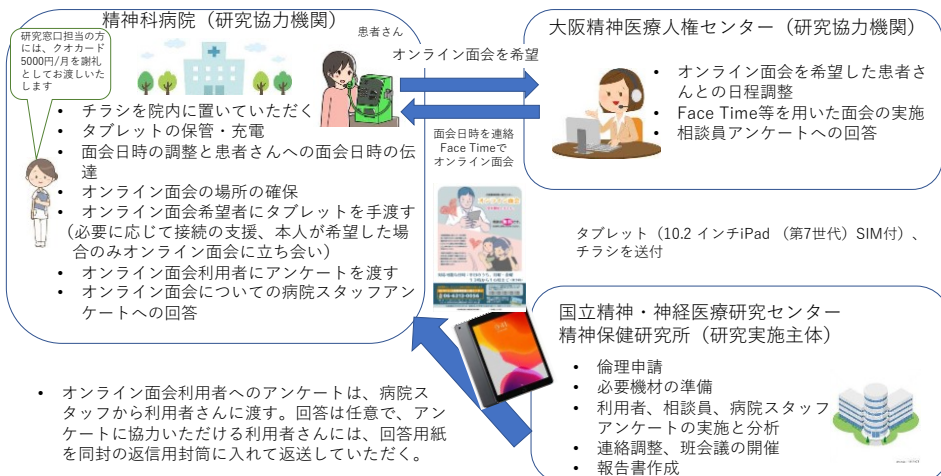 精神科病院（研究協力機関）
研究窓口担当の方
には、クオカード
5000円/月を謝礼
としてお渡しいた
します
患者さん
• チラシを院内に置いていただく
• タブレットの保管・充電
• 面会日時の調整と患者さんへの面会日時の伝
達
• オンライン面会の場所の確保
• オンライン面会希望者にタブレットを手渡す
（必要に応じて接続の支援、本人が希望した場
合のみオンライン面会に立ち会い）
• オンライン面会利用者にアンケートを渡す
• オンライン面会についての病院スタッフアン
ケートへの回答
オンライン面会を希望
面会日時を連絡
Face Timeで
オンライン面会
大阪精神医療人権センター（研究協力機関）
• オンライン面会を希望した患者さ
んとの日程調整
• Face Time等を用いた面会の実施
• 相談員アンケートへの回答
タブレット（10.2 インチiPad （第7世代）SIM付）、
チラシを送付
国立精神・神経医療研究センター
精神保健研究所（研究実施主体）
• 倫理申請
• 必要機材の準備
• 利用者、相談員、病院スタッフ
アンケートの実施と分析
• 連絡調整、班会議の開催
• 報告書作成
• オンライン面会利用者へのアンケートは、病院ス
タッフから利用者さんに渡す。回答は任意で、アン
ケートに協力いただける利用者さんには、回答用紙
を同封の返信用封筒に入れて返送していただく。